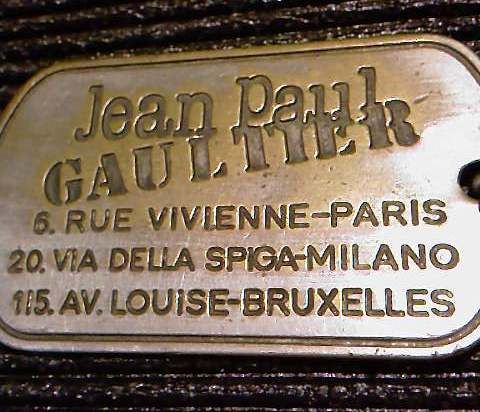 Jean Paul
GAULTIER
6. RUE VIVIENNE-PARIS
20. VIA DELLA SPIGA-MILANO
115. AV. LOUISE-BRUXELLES